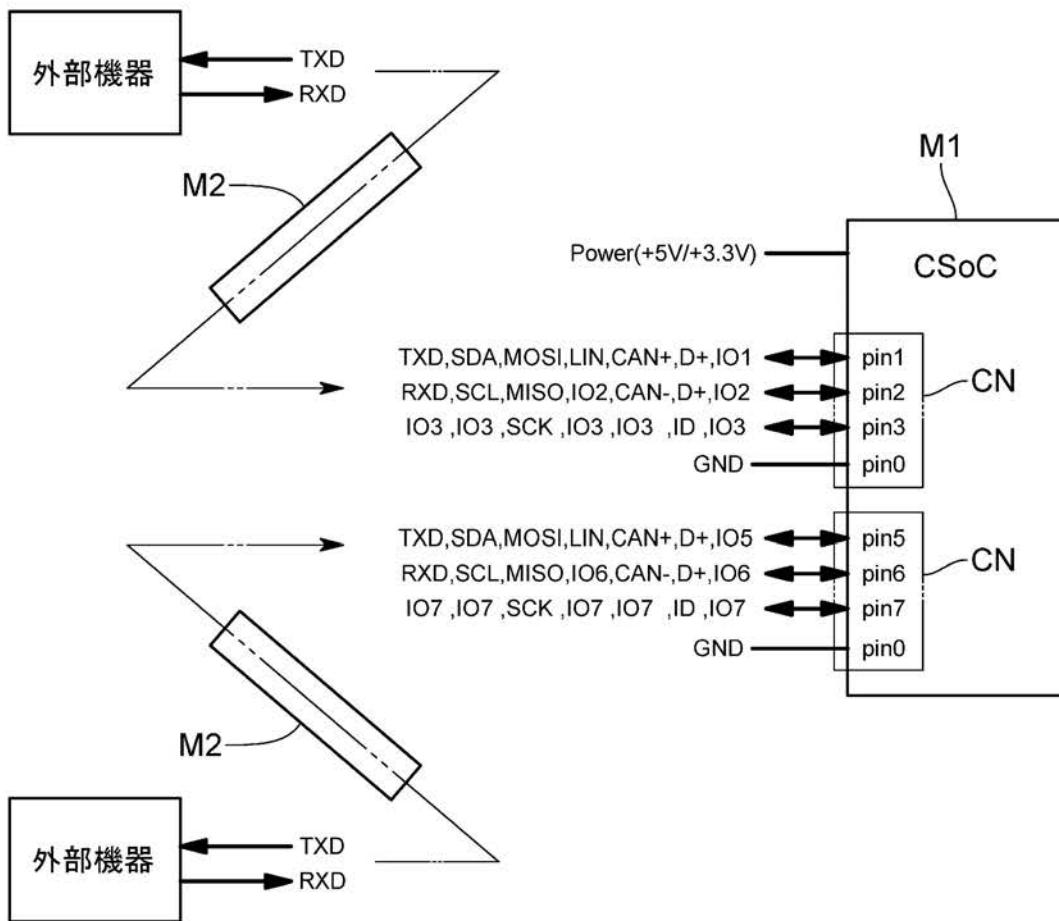 外部機器
TXD
RXD
M2
M1
Power(+5V/+3.3V)
CSoC
TXD,SDA,MOSI,LIN,CAN+,D+,IO1
pin1
RXD,SCL,MISO,IO2,CAN-,D+,IO2
pin2
CN
IO3 ,IO3 ,SCK ,IO3 ,IO3 ,ID ,IO3
pin3
GND
pin0
TXD,SDA,MOSI,LIN,CAN+,D+,IO5
pin5
RXD,SCL,MISO,IO6,CAN-,D+,IO6
pin6
CN
IO7 ,IO7 ,SCK ,IO7 ,IO7 ,ID ,IO7
pin7
GND
pin0
M2
外部機器
TXD
RXD